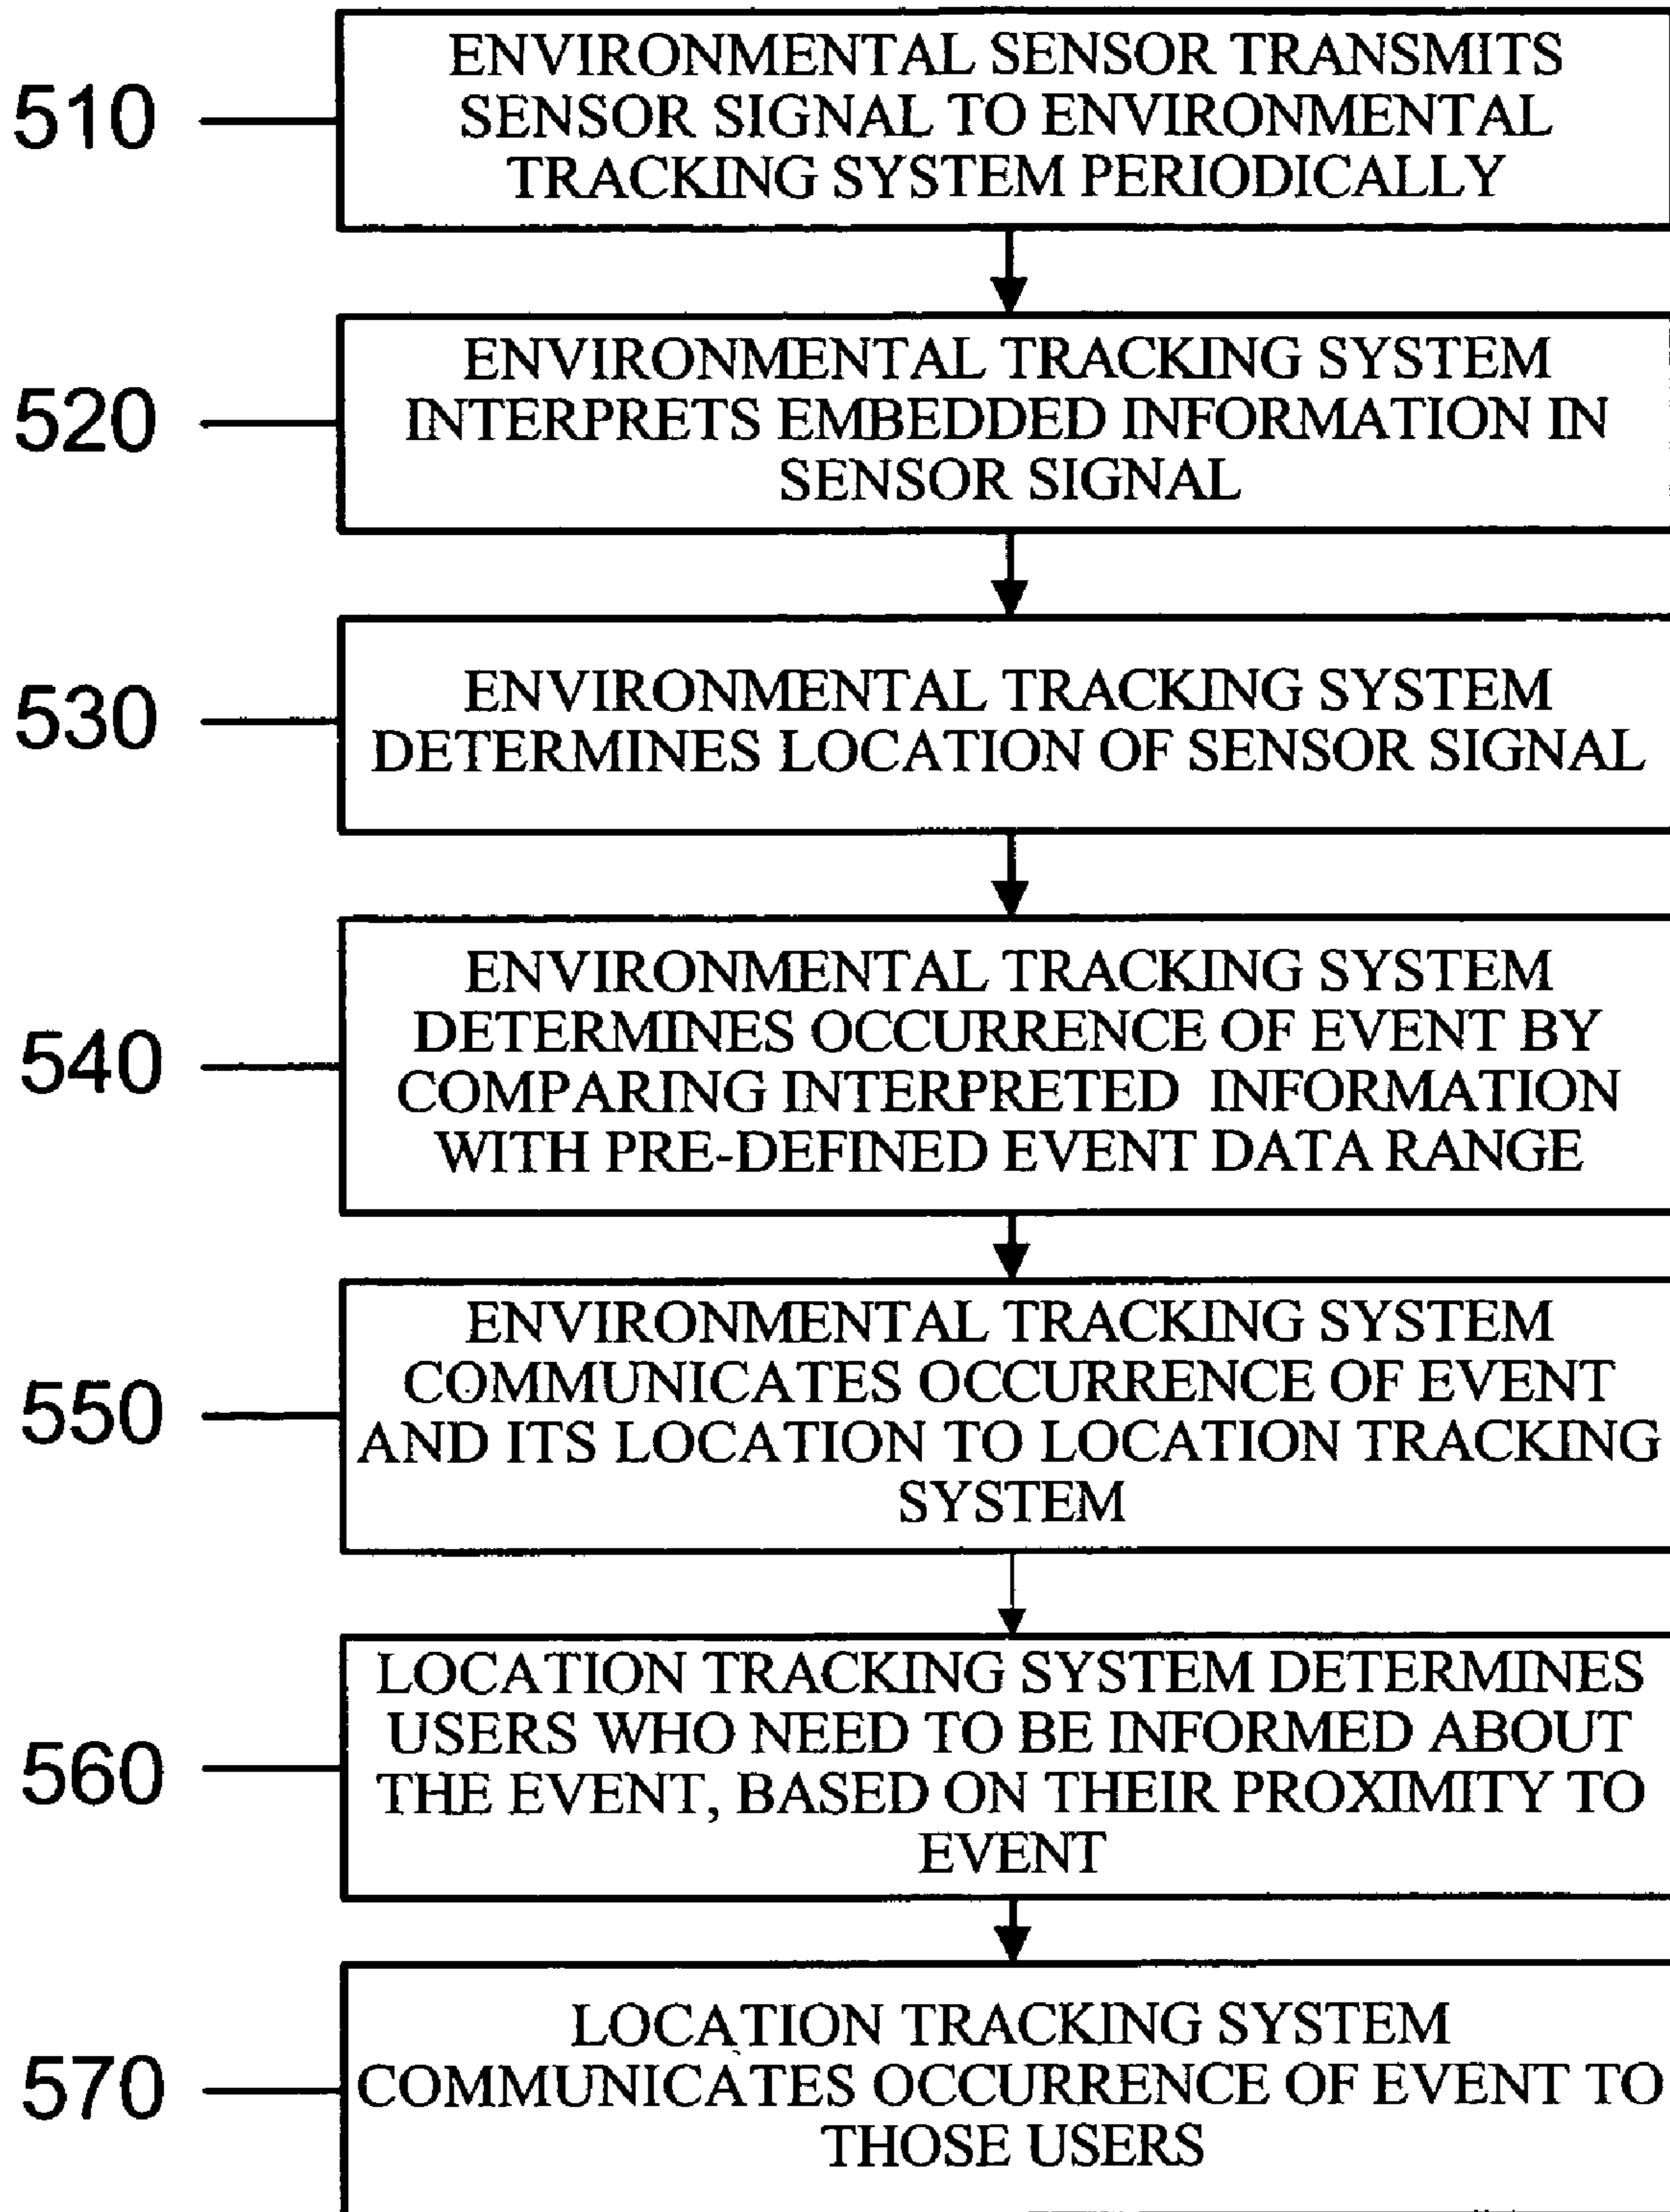 510
ENVIRONMENTAL SENSOR TRANSMITS
SENSOR SIGNAL TO ENVIRONMENTAL
TRACKING SYSTEM PERIODICALLY
520
ENVIRONMENTAL TRACKING SYSTEM
INTERPRETS EMBEDDED INFORMATION IN
SENSOR SIGNAL
530
ENVIRONMENTAL TRACKING SYSTEM
DETERMINES LOCATION OF SENSOR SIGNAL
540
ENVIRONMENTAL TRACKING SYSTEM
DETERMINES OCCURRENCE OF EVENT BY
COMPARING INTERPRETED INFORMATION
WITH PRE-DEFINED EVENT DATA RANGE
550
ENVIRONMENTAL TRACKING SYSTEM
COMMUNICATES OCCURRENCE OF EVENT
AND ITS LOCATION TO LOCATION TRACKING
SYSTEM
560
LOCATION TRACKING SYSTEM DETERMINES
USERS WHO NEED TO BE INFORMED ABOUT
THE EVENT, BASED ON THEIR PROXIMITY TO
EVENT
570
LOCATION TRACKING SYSTEM
COMMUNICATES OCCURRENCE OF EVENT TO
THOSE USERS